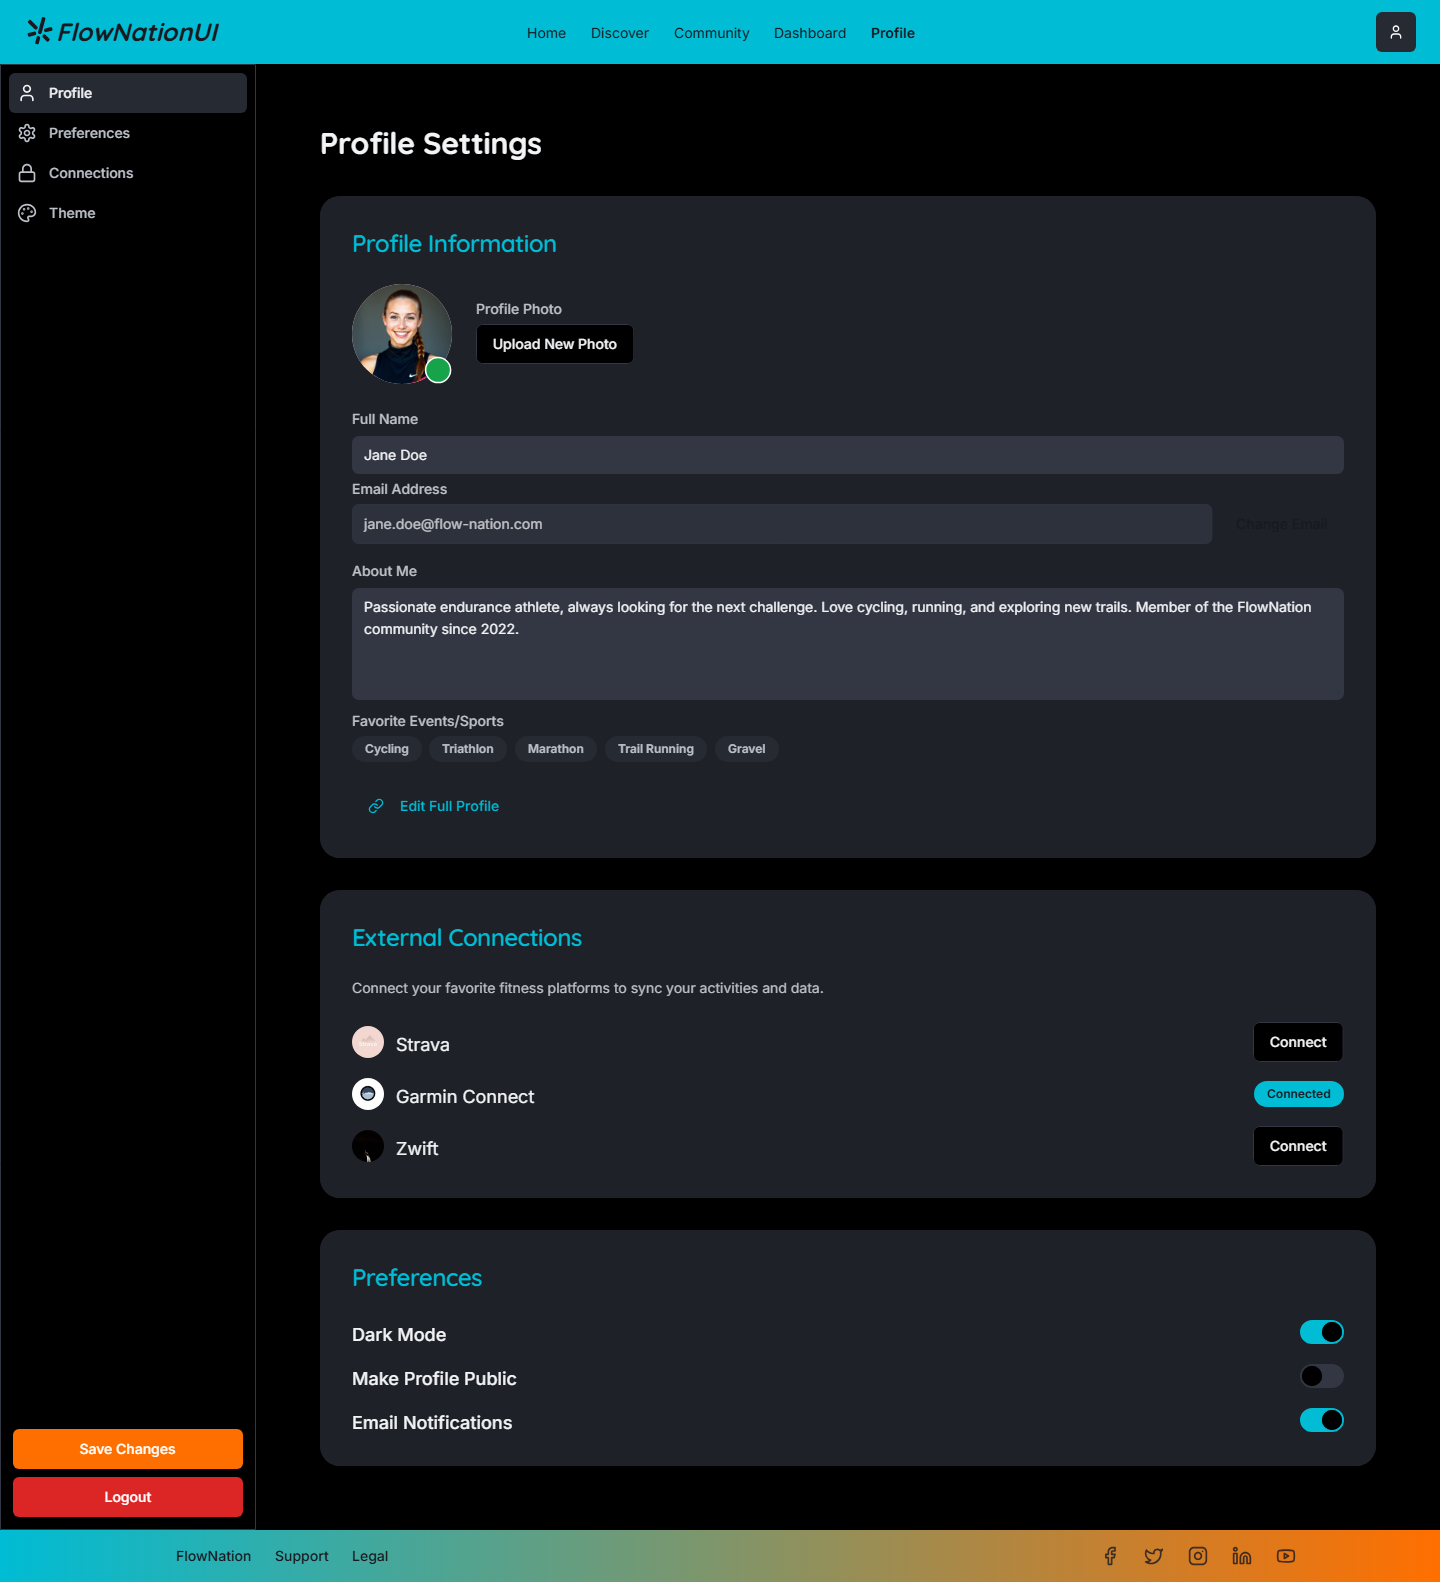 FlowNationUI
Home Discover Community Dashboard Profile
Profile
Preferences
Connections
Theme
Save Changes
Logout
Profile Settings
Profile Information
Profile Photo
Upload New Photo
Full Name
Jane Doe
Email Address
jane.doe@flow-nation.com Change Email
About Me
Passionate endurance athlete, always looking for the next challenge. Love cycling, running, and exploring new trails. Member of the FlowNation
community since 2022.
Favorite Events/Sports
Cycling Triathlon Marathon Trail Running Gravel
Edit Full Profile
External Connections
Connect your favorite fitness platforms to sync your activities and data.
Strava Connect
Garmin Connect Connected
Zwift Connect
Preferences
Dark Mode
Make Profile Public
Email Notifications
FlowNation Support Legal